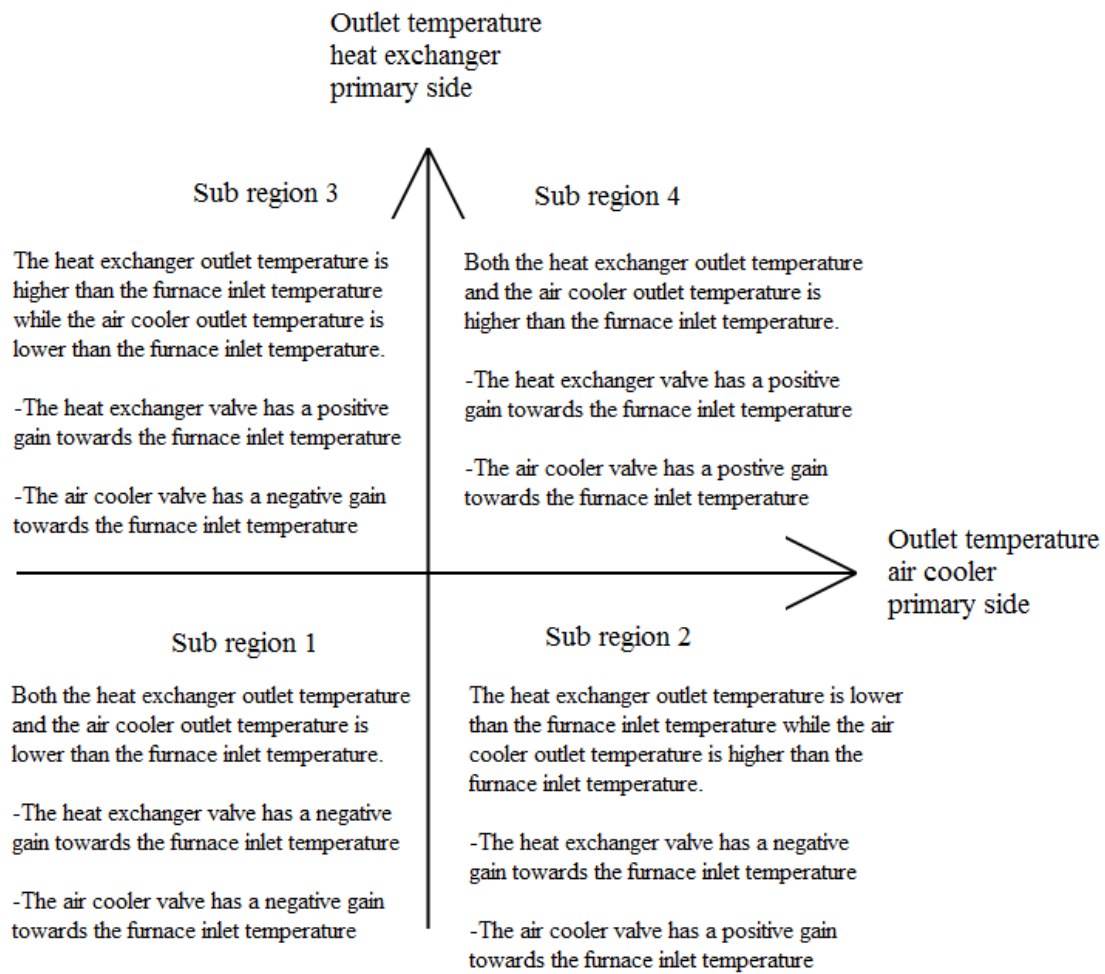 Outlet temperature
heat exchanger
primary side
Sub region 3
The heat exchanger outlet temperature is
higher than the furnace inlet temperature
while the air cooler outlet temperature is
lower than the furnace inlet temperature.
-The heat exchanger valve has a positive
gain towards the furnace inlet temperature
-The air cooler valve has a negative gain
towards the furnace inlet temperature
Sub region 4
Both the heat exchanger outlet temperature
and the air cooler outlet temperature is
higher than the furnace inlet temperature.
-The heat exchanger valve has a positive
gain towards the furnace inlet temperature
-The air cooler valve has a postive gain
towards the furnace inlet temperature
Outlet temperature
air cooler
primary side
Sub region 1
Both the heat exchanger outlet temperature
and the air cooler outlet temperature is
lower than the furnace inlet temperature.
-The heat exchanger valve has a negative
gain towards the furnace inlet temperature
-The air cooler valve has a negative gain
towards the furnace inlet temperature
Sub region 2
The heat exchanger outlet temperature is lower
than the furnace inlet temperature while the air
cooler outlet temperature is higher than the
furnace inlet temperature.
-The heat exchanger valve has a negative
gain towards the furnace inlet temperature
-The air cooler valve has a positive gain
towards the furnace inlet temperature